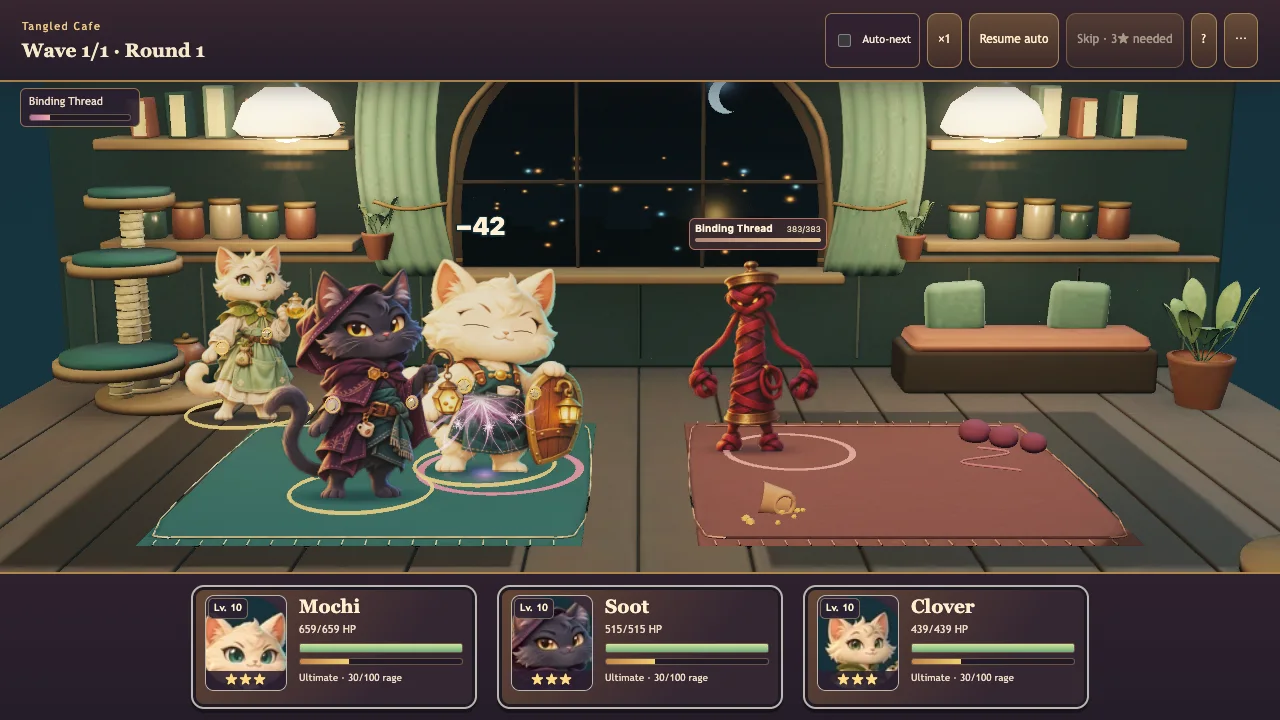 Tangled Cafe
Wave 1/1 · Round 1
Auto-next
×1
Resume auto
Skip · 3★ needed
?
...
Binding Thread
−42
Binding Thread 383/383
Lv. 10
Mochi
659/659 HP
Ultimate · 30/100 rage
Lv. 10
Soot
515/515 HP
Ultimate · 30/100 rage
Lv. 10
Clover
439/439 HP
Ultimate · 30/100 rage